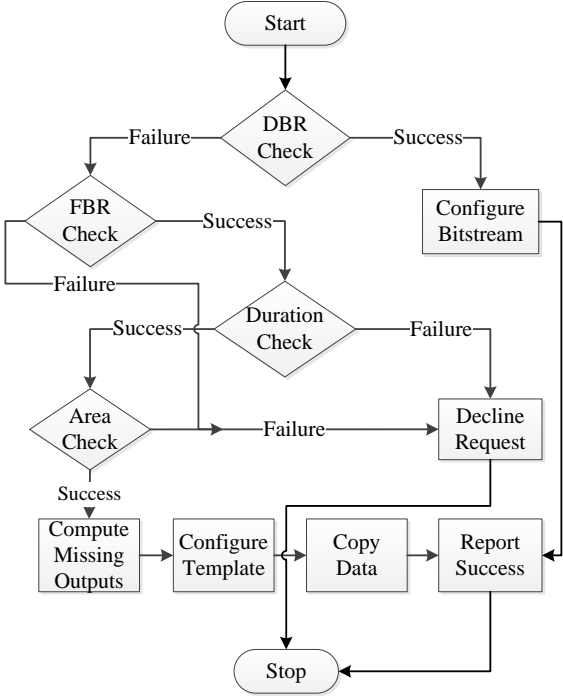 Start
DBR
Check
Failure
Success
FBR
Check
Configure
Bitstream
Success
Failure
Duration
Check
Success
Failure
Area
Check
Failure
Decline
Request
Success
Compute
Missing
Outputs
Configure
Template
Copy
Data
Report
Success
Stop